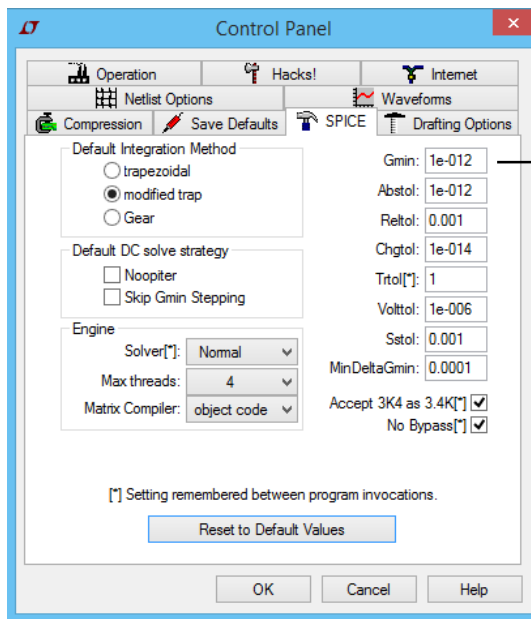 Control Panel
Operation
Hacks!
Internet
Netlist Options
Waveforms
Compression
Save Defaults
SPICE
Drafting Options
Default Integration Method
trapezoidal
modified trap
Gear
Default DC solve strategy
Noopiter
Skip Gmin Stepping
Engine
Solver[*]: Normal
Max threads: 4
Matrix Compiler: object code
Gmin: 1e-012
Abstol: 1e-012
Reltol: 0.001
Chgtol: 1e-014
Trtol[*]: 1
Volttol: 1e-006
Sstol: 0.001
MinDeltaGmin: 0.0001
Accept 3K4 as 3.4K[*]
No Bypass[*]
[*] Setting remembered between program invocations.
Reset to Default Values
OK
Cancel
Help